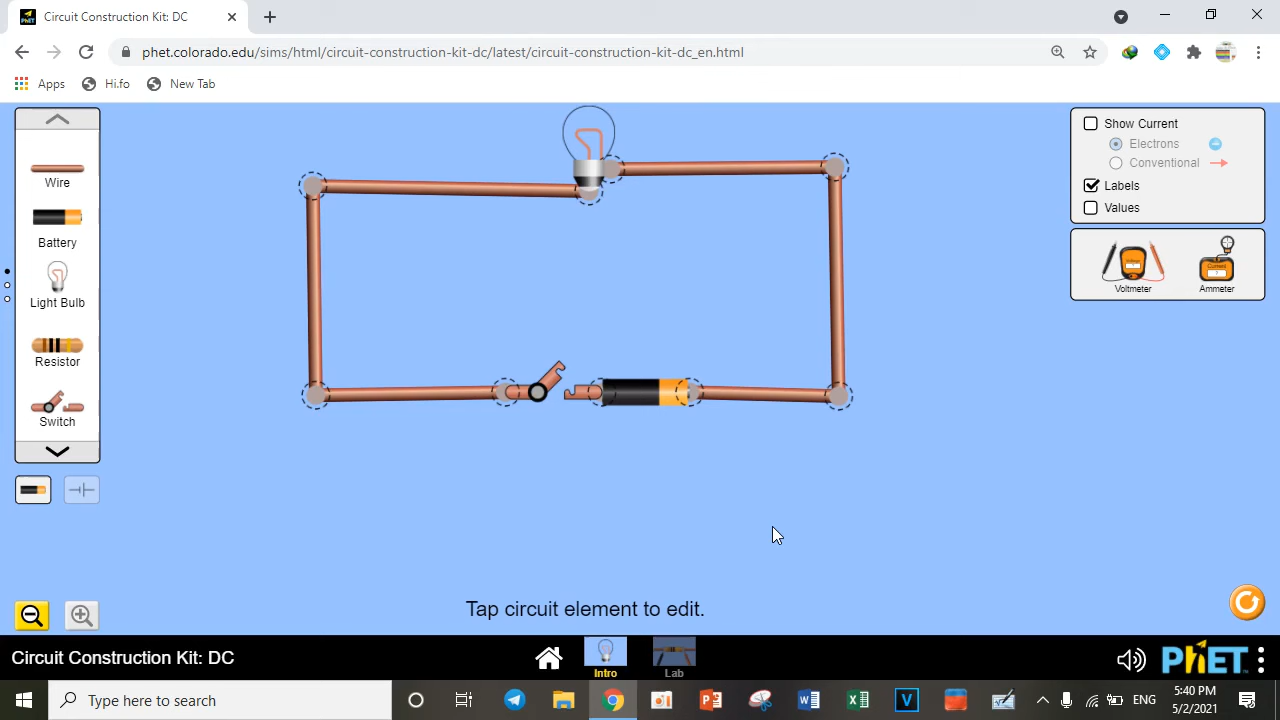 Circuit Construction Kit: DC
phet.colorado.edu/sims/html/circuit-construction-kit-dc/latest/circuit-construction-kit-dc_en.html
Apps
Hi.fo
New Tab
Wire
Battery
Light Bulb
Resistor
Switch
Show Current
Electrons
Conventional
Labels
Values
Voltmeter
Ammeter
Current
Tap circuit element to edit.
Circuit Construction Kit: DC
Intro
Lab
PhET
Type here to search
ENG
5:40 PM
5/2/2021